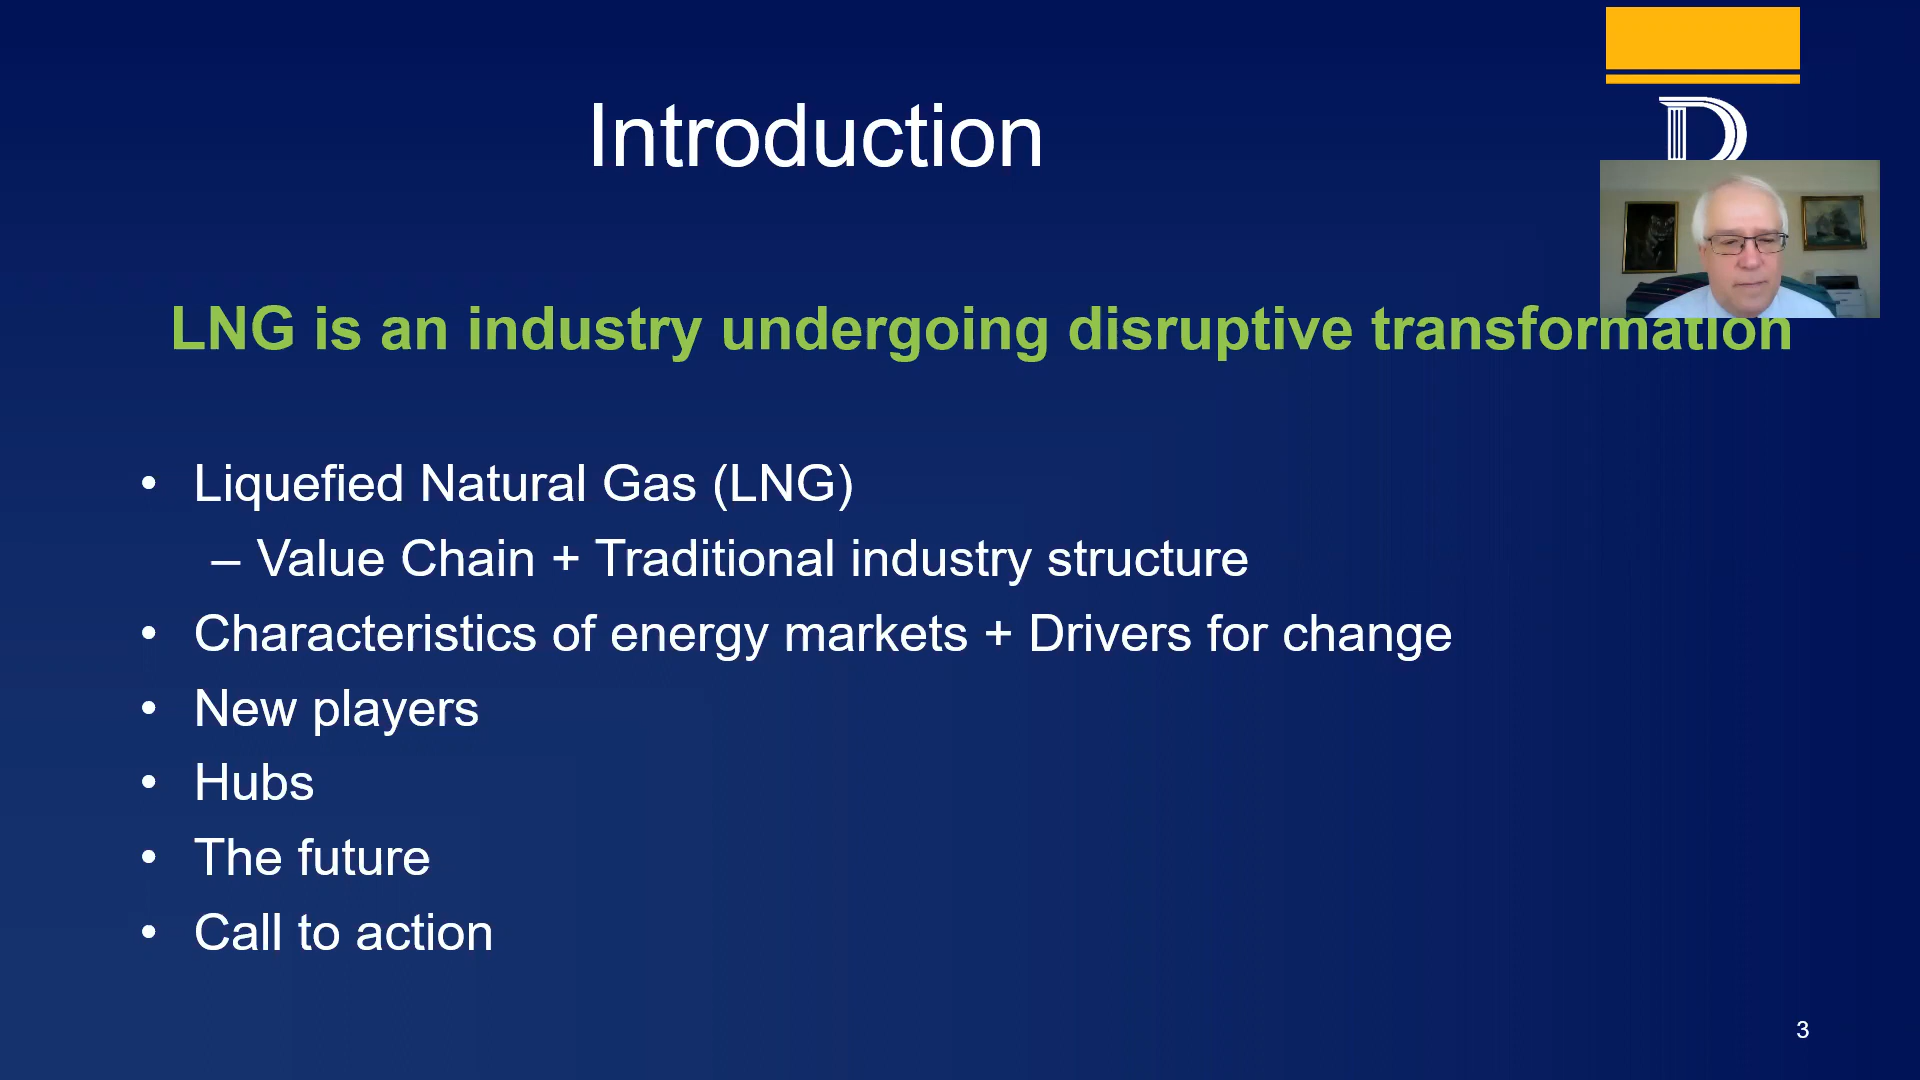 Introduction
D
LNG is an industry undergoing disruptive transformation
• Liquefied Natural Gas (LNG)
– Value Chain + Traditional industry structure
• Characteristics of energy markets + Drivers for change
• New players
• Hubs
• The future
• Call to action
3